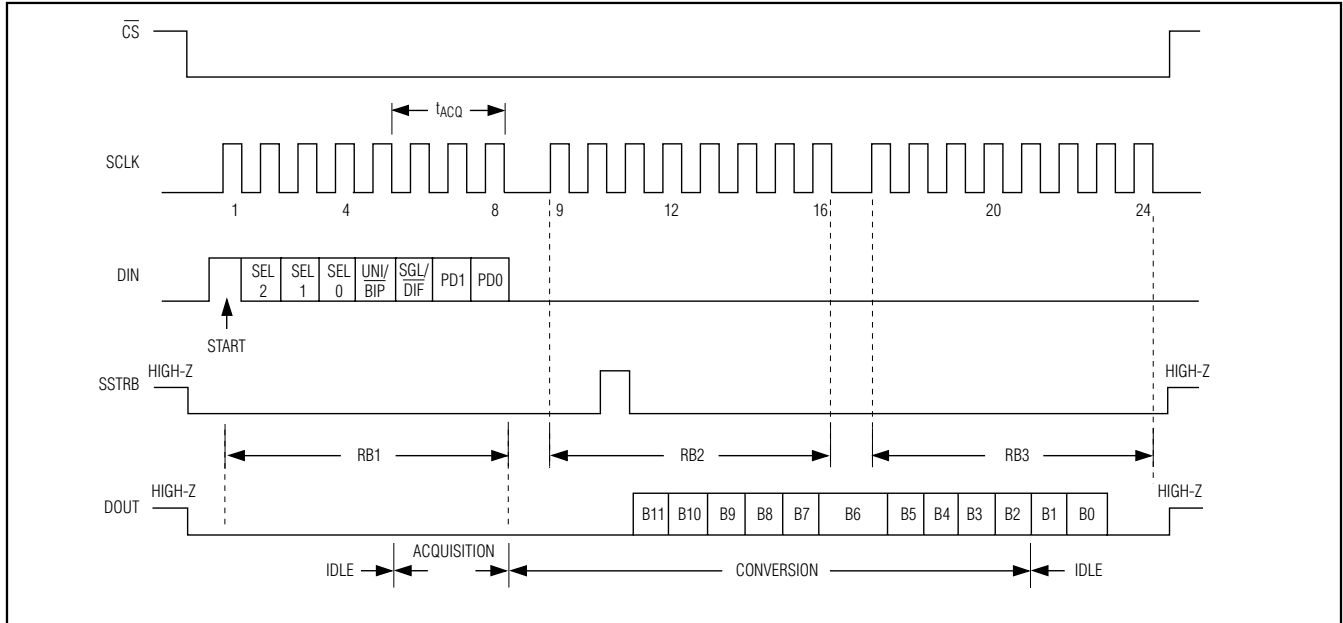 CS
tACQ
SCLK
1 4 8 9 12 16 20 24
DIN
SEL 2
SEL 1
SEL 0
UNI/ BIP
SGL/ DIF
PD1
PD0
START
HIGH-Z HIGH-Z
SSTRB
RB1 RB2 RB3
HIGH-Z HIGH-Z
DOUT
B11 B10 B9 B8 B7 B6 B5 B4 B3 B2 B1 B0
IDLE
ACQUISITION
CONVERSION
IDLE